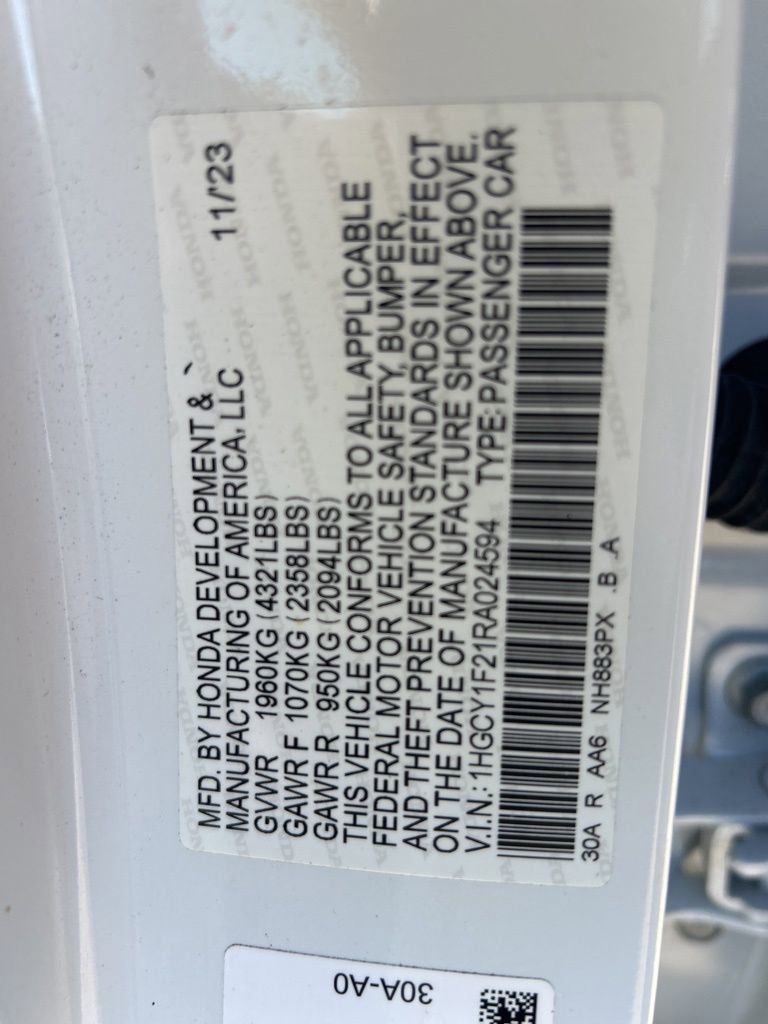 MFD. BY HONDA DEVELOPMENT &
MANUFACTURING OF AMERICA, LLC 11/'23
GVWR 1960KG (4321LBS)
GAWR F 1070KG (2358LBS)
GAWR R 950KG (2094LBS)
THIS VEHICLE CONFORMS TO ALL APPLICABLE
FEDERAL MOTOR VEHICLE SAFETY, BUMPER,
AND THEFT PREVENTION STANDARDS IN EFFECT
ON THE DATE OF MANUFACTURE SHOWN ABOVE.
V.I.N.: 1HGCY1F21RA024594 TYPE: PASSENGER CAR
30A R AA6 NH883PX .B .A
30A-A0